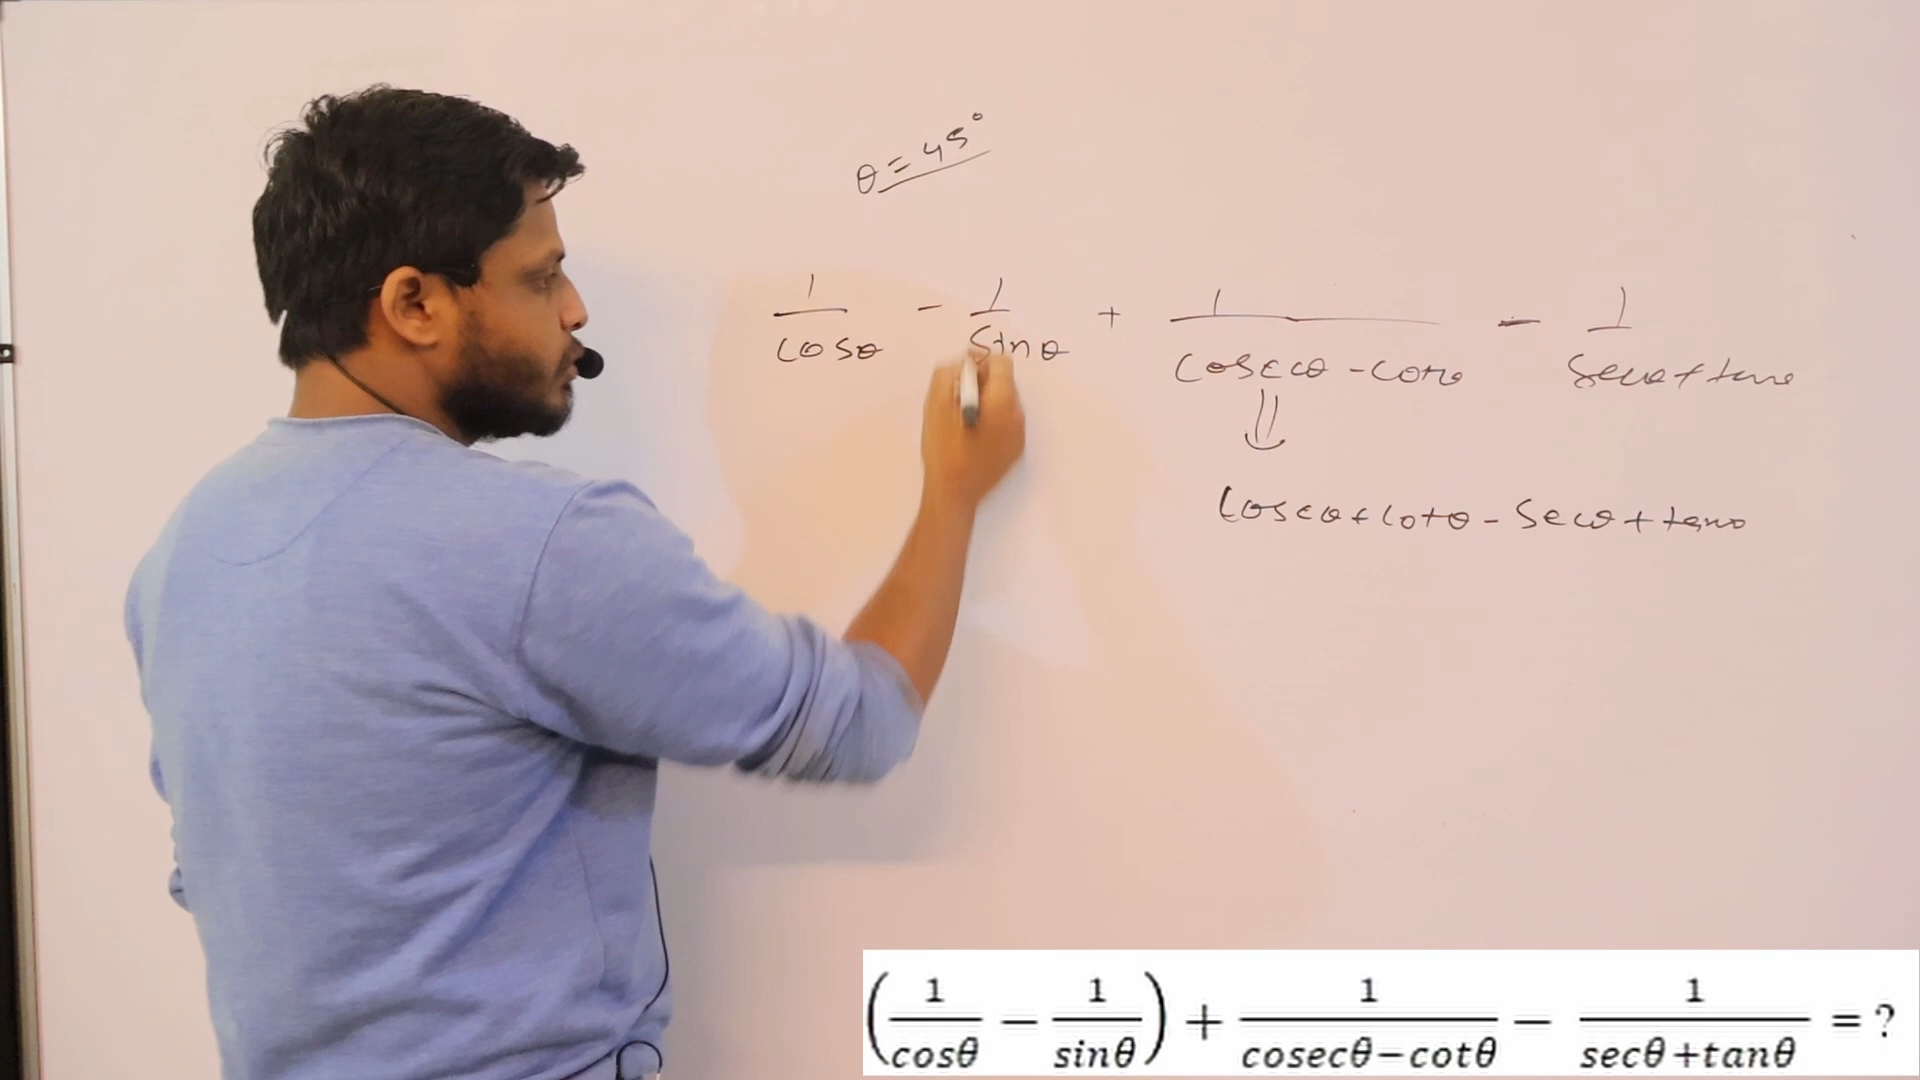 θ = 45°
1/cosθ - 1/sinθ + 1/(cosecθ - cotθ) - 1/(secθ + tanθ)
cosecθ + cotθ - secθ + tanθ
(1/cosθ − 1/sinθ) + 1/(cosecθ−cotθ) − 1/(secθ+tanθ) = ?